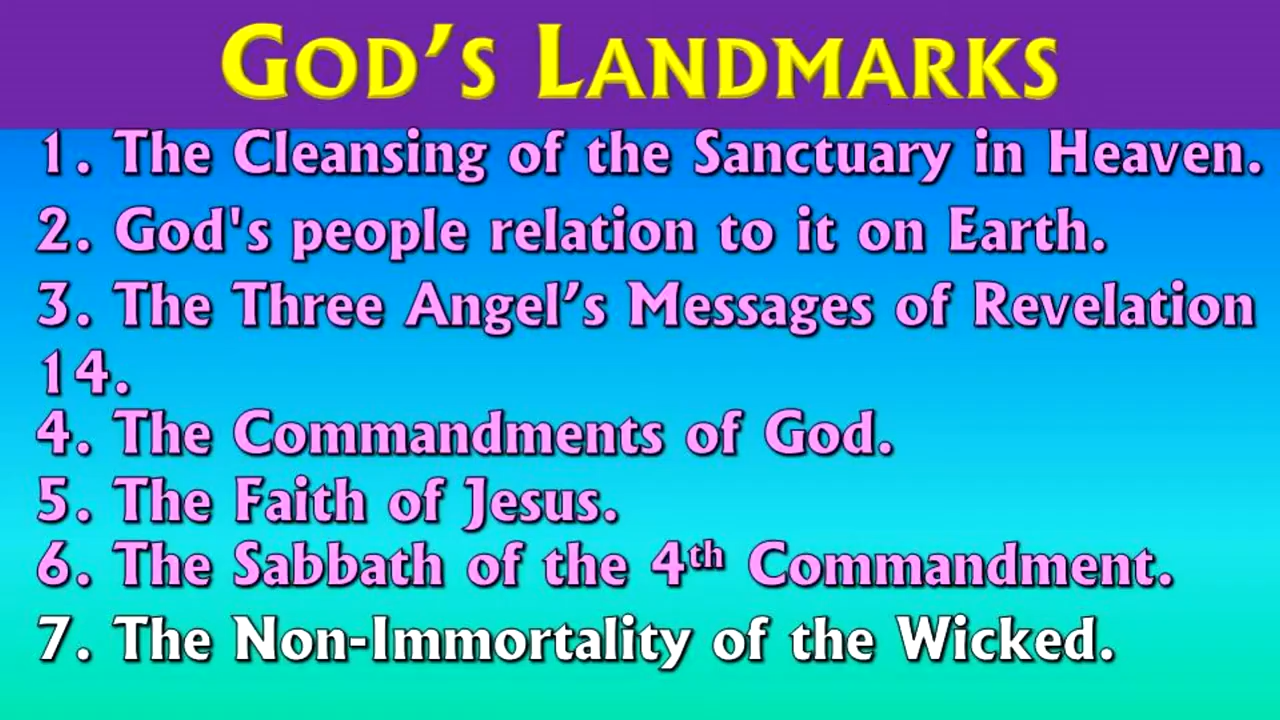 GOD’S LANDMARKS
1. The Cleansing of the Sanctuary in Heaven.
2. God's people relation to it on Earth.
3. The Three Angel’s Messages of Revelation
14.
4. The Commandments of God.
5. The Faith of Jesus.
6. The Sabbath of the 4th Commandment.
7. The Non-Immortality of the Wicked.